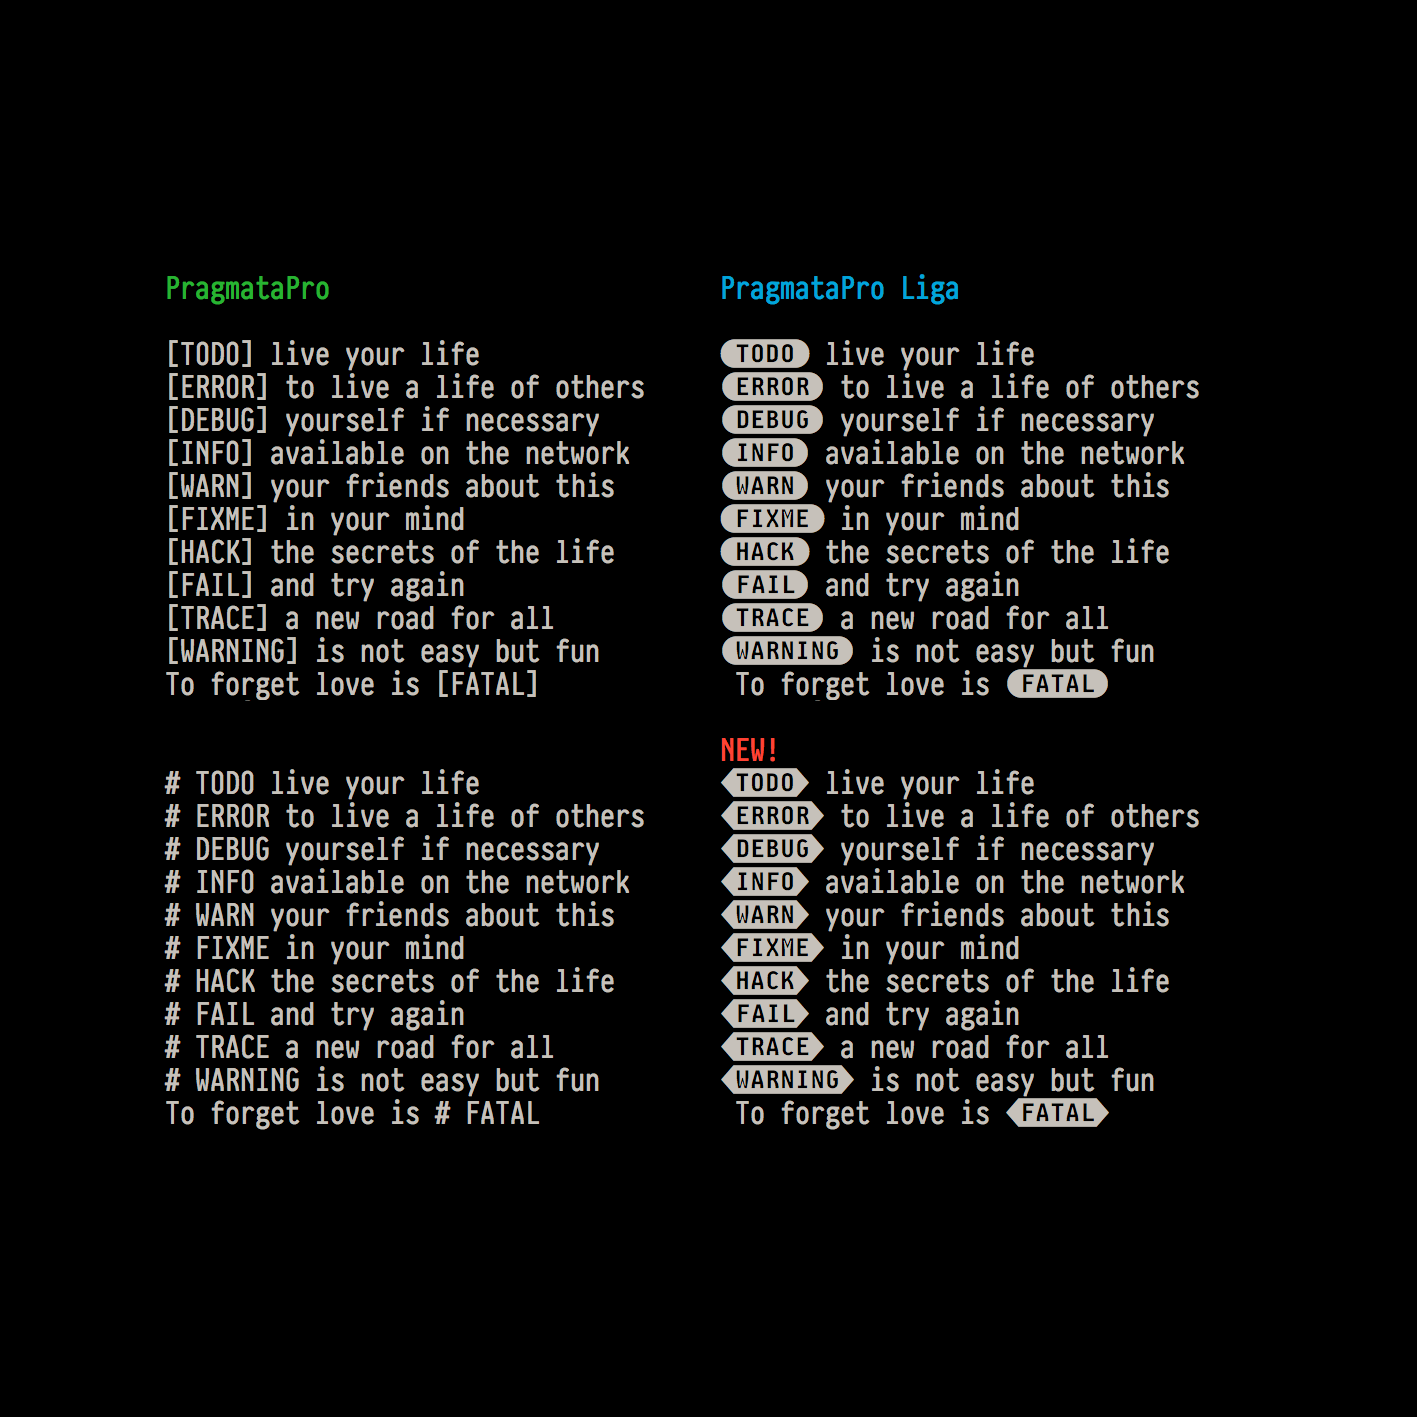 PragmataPro
[TODO] live your life
[ERROR] to live a life of others
[DEBUG] yourself if necessary
[INFO] available on the network
[WARN] your friends about this
[FIXME] in your mind
[HACK] the secrets of the life
[FAIL] and try again
[TRACE] a new road for all
[WARNING] is not easy but fun
To forget love is [FATAL]
# TODO live your life
# ERROR to live a life of others
# DEBUG yourself if necessary
# INFO available on the network
# WARN your friends about this
# FIXME in your mind
# HACK the secrets of the life
# FAIL and try again
# TRACE a new road for all
# WARNING is not easy but fun
To forget love is # FATAL
PragmataPro Liga
TODO live your life
ERROR to live a life of others
DEBUG yourself if necessary
INFO available on the network
WARN your friends about this
FIXME in your mind
HACK the secrets of the life
FAIL and try again
TRACE a new road for all
WARNING is not easy but fun
To forget love is FATAL
NEW!
TODO live your life
ERROR to live a life of others
DEBUG yourself if necessary
INFO available on the network
WARN your friends about this
FIXME in your mind
HACK the secrets of the life
FAIL and try again
TRACE a new road for all
WARNING is not easy but fun
To forget love is FATAL